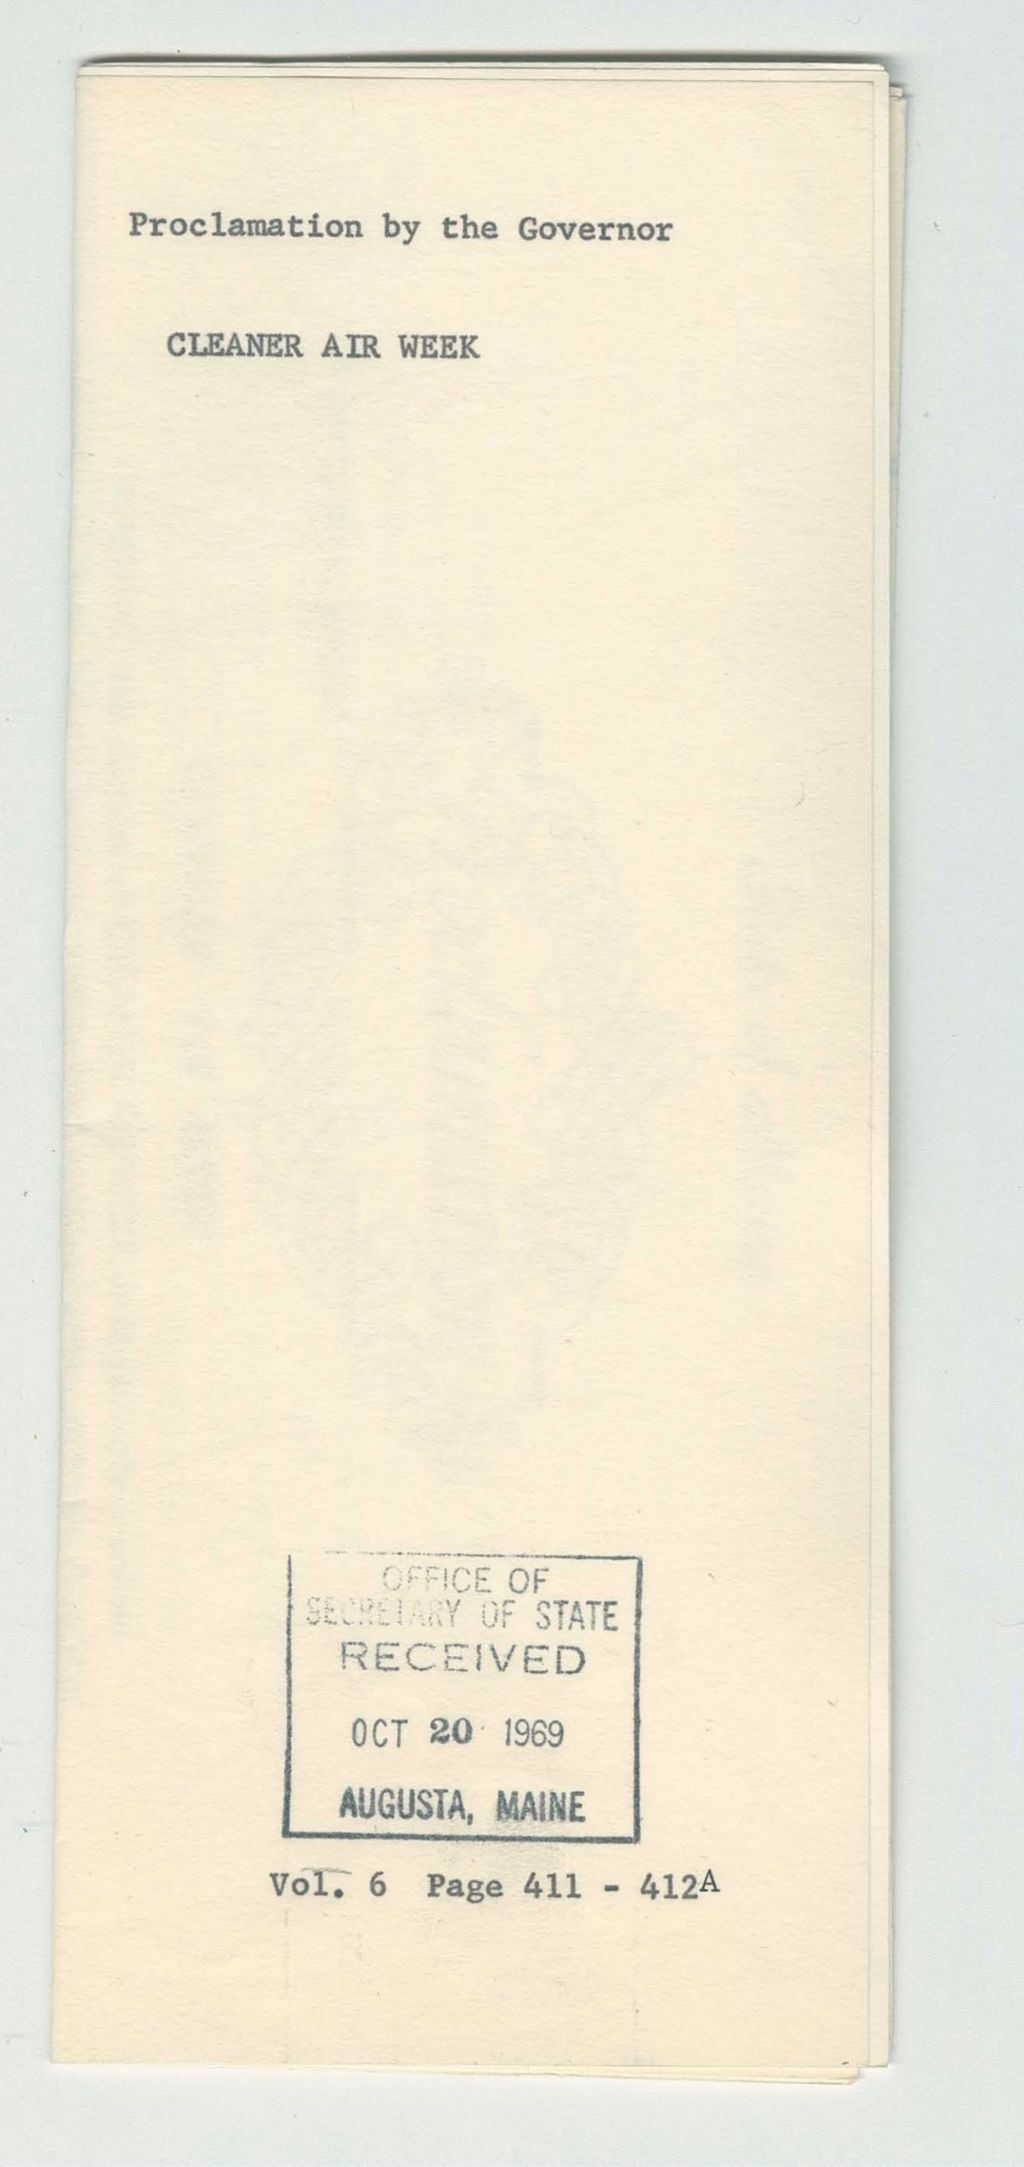 Proclamation by the Governor
CLEANER AIR WEEK
OFFICE OF
SECRETARY OF STATE
RECEIVED
OCT 20 1969
AUGUSTA, MAINE
Vol. 6 Page 411 - 412A